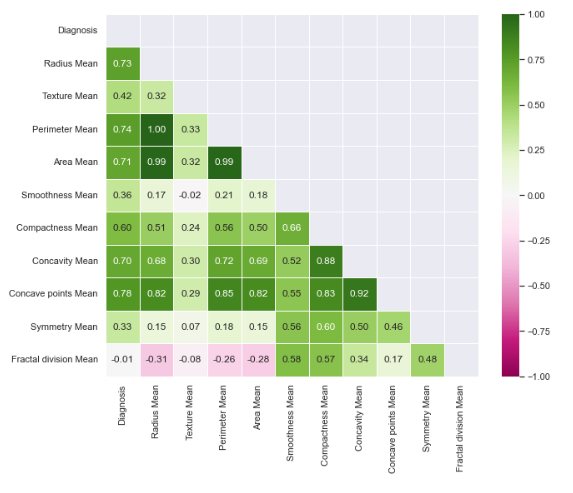 Diagnosis
Radius Mean 0.73
Texture Mean 0.42 0.32
Perimeter Mean 0.74 1.00 0.33
Area Mean 0.71 0.99 0.32 0.99
Smoothness Mean 0.36 0.17 -0.02 0.21 0.18
Compactness Mean 0.60 0.51 0.24 0.56 0.50 0.66
Concavity Mean 0.70 0.68 0.30 0.72 0.69 0.52 0.88
Concave points Mean 0.78 0.82 0.29 0.85 0.82 0.55 0.83 0.92
Symmetry Mean 0.33 0.15 0.07 0.18 0.15 0.56 0.60 0.50 0.46
Fractal division Mean -0.01 -0.31 -0.08 -0.26 -0.28 0.58 0.57 0.34 0.17 0.48
Diagnosis
Radius Mean
Texture Mean
Perimeter Mean
Area Mean
Smoothness Mean
Compactness Mean
Concavity Mean
Concave points Mean
Symmetry Mean
Fractal division Mean
1.00
0.75
0.50
0.25
0.00
−0.25
−0.50
−0.75
−1.00